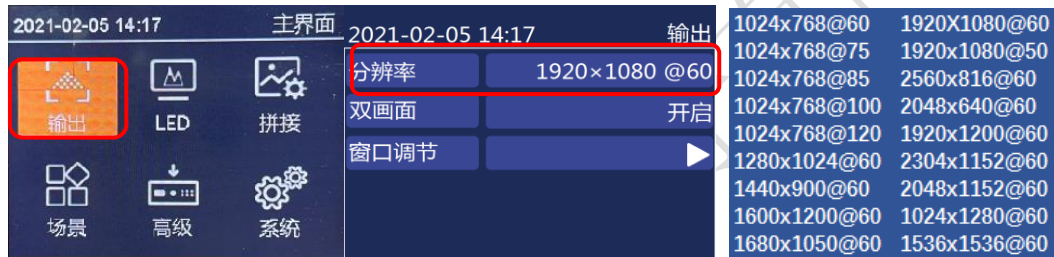 2021-02-05 14:17 主界面
输出 LED 拼接
场景 高级 系统
2021-02-05 14:17 输出
分辨率 1920×1080 @60
双画面 开启
窗口调节
1024x768@60 1920X1080@60
1024x768@75 1920x1080@50
1024x768@85 2560x816@60
1024x768@100 2048x640@60
1024x768@120 1920x1200@60
1280x1024@60 2304x1152@60
1440x900@60 2048x1152@60
1600x1200@60 1024x1280@60
1680x1050@60 1536x1536@60